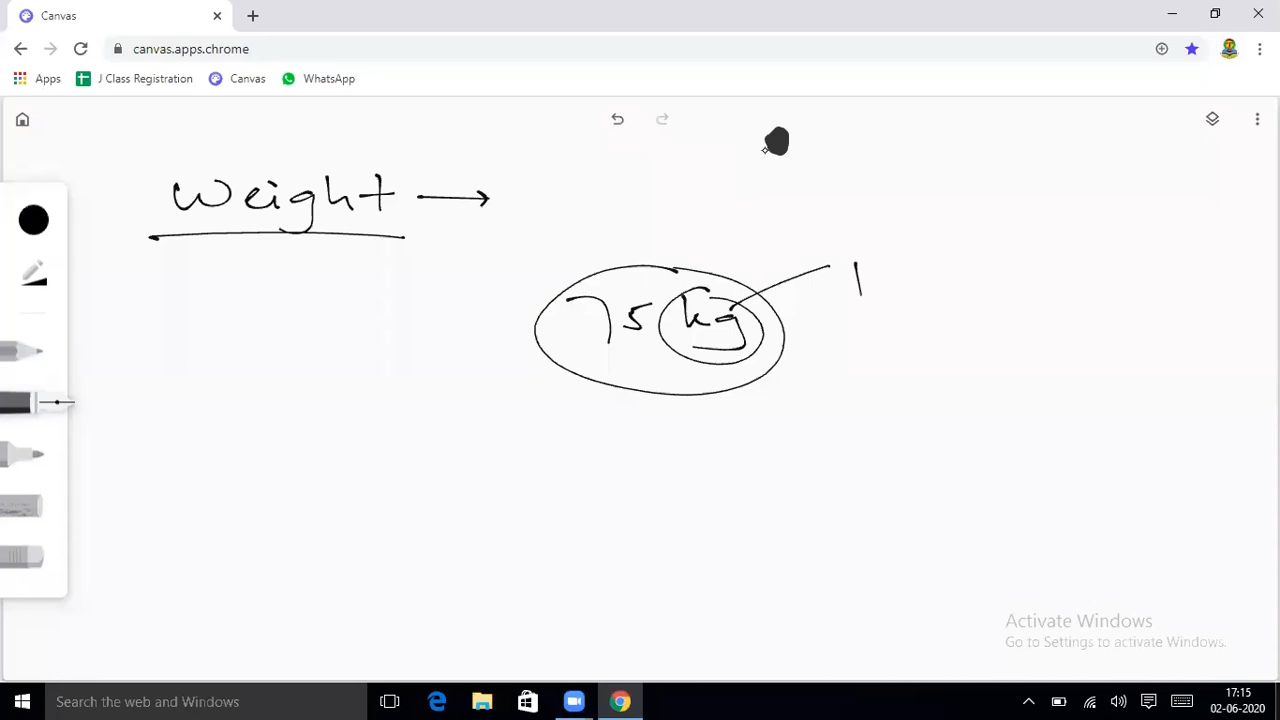 Canvas
canvas.apps.chrome
Apps
J Class Registration
Canvas
WhatsApp
Weight →
75 kg
1
Activate Windows
Go to Settings to activate Windows.
Search the web and Windows
17:15
02-06-2020